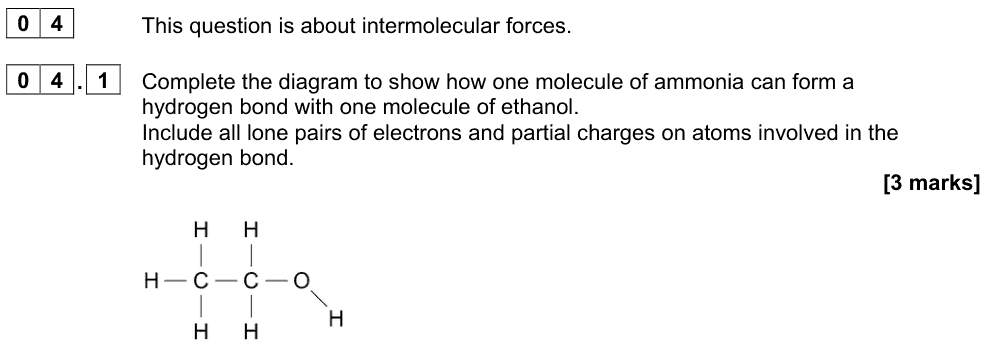 0 4 This question is about intermolecular forces.
0 4 . 1 Complete the diagram to show how one molecule of ammonia can form a
hydrogen bond with one molecule of ethanol.
Include all lone pairs of electrons and partial charges on atoms involved in the
hydrogen bond.
[3 marks]
H H
H — C — C — O
H
H H